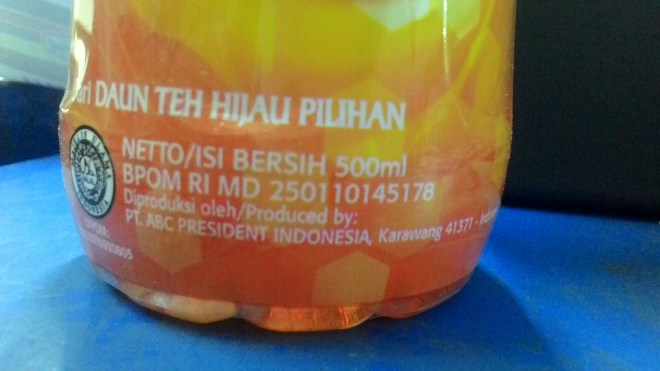 DAUN TEH HIJAU PILIHAN
NETTO/ISI BERSIH 500ml
BPOM RI MD 250110145178
Diproduksi oleh/Produced by:
PT. ABC PRESIDENT INDONESIA, Karawang 41371 -